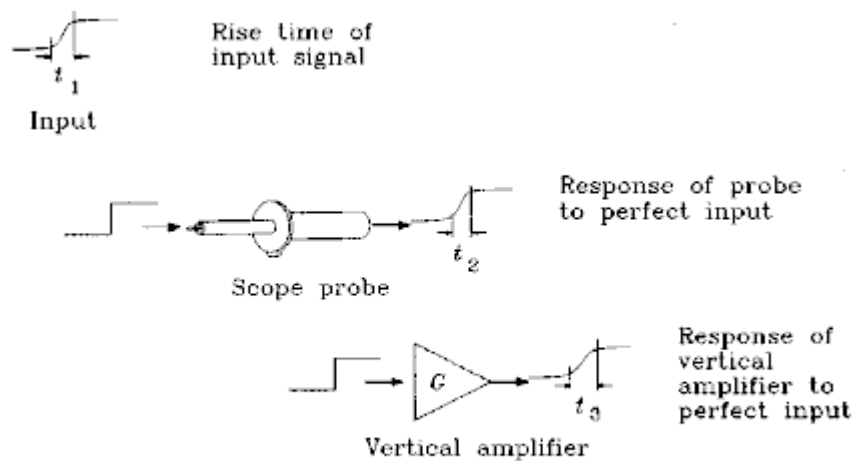 Rise time of
input signal
t1
Input
Response of probe
to perfect input
t2
Scope probe
Response of
vertical
amplifier to
perfect input
G
t3
Vertical amplifier